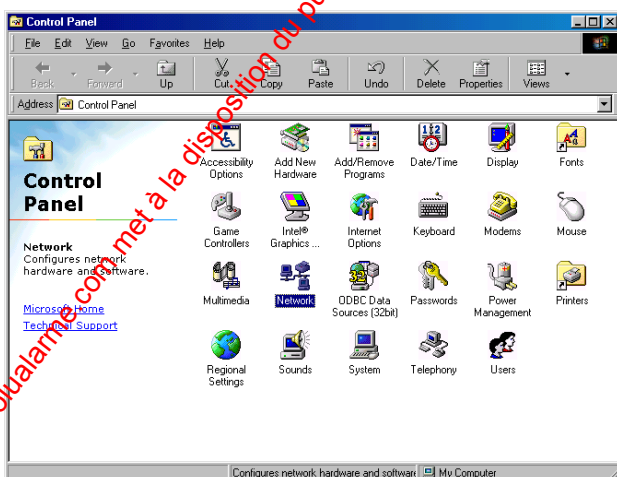 Control Panel
File Edit View Go Favorites Help
Back Forward Up Cut Copy Paste Undo Delete Properties Views
Address Control Panel
Control
Panel
Network
Configures network
hardware and software.
Microsoft Home
Technical Support
Accessibility
Options
Add New
Hardware
Add/Remove
Programs
Date/Time
Display
Fonts
Game
Controllers
Intel®
Graphics ...
Internet
Options
Keyboard
Modems
Mouse
Multimedia
Network
ODBC Data
Sources (32bit)
Passwords
Power
Management
Printers
Regional
Settings
Sounds
System
Telephony
Users
Configures network hardware and software
My Computer
.com met à la disposition du